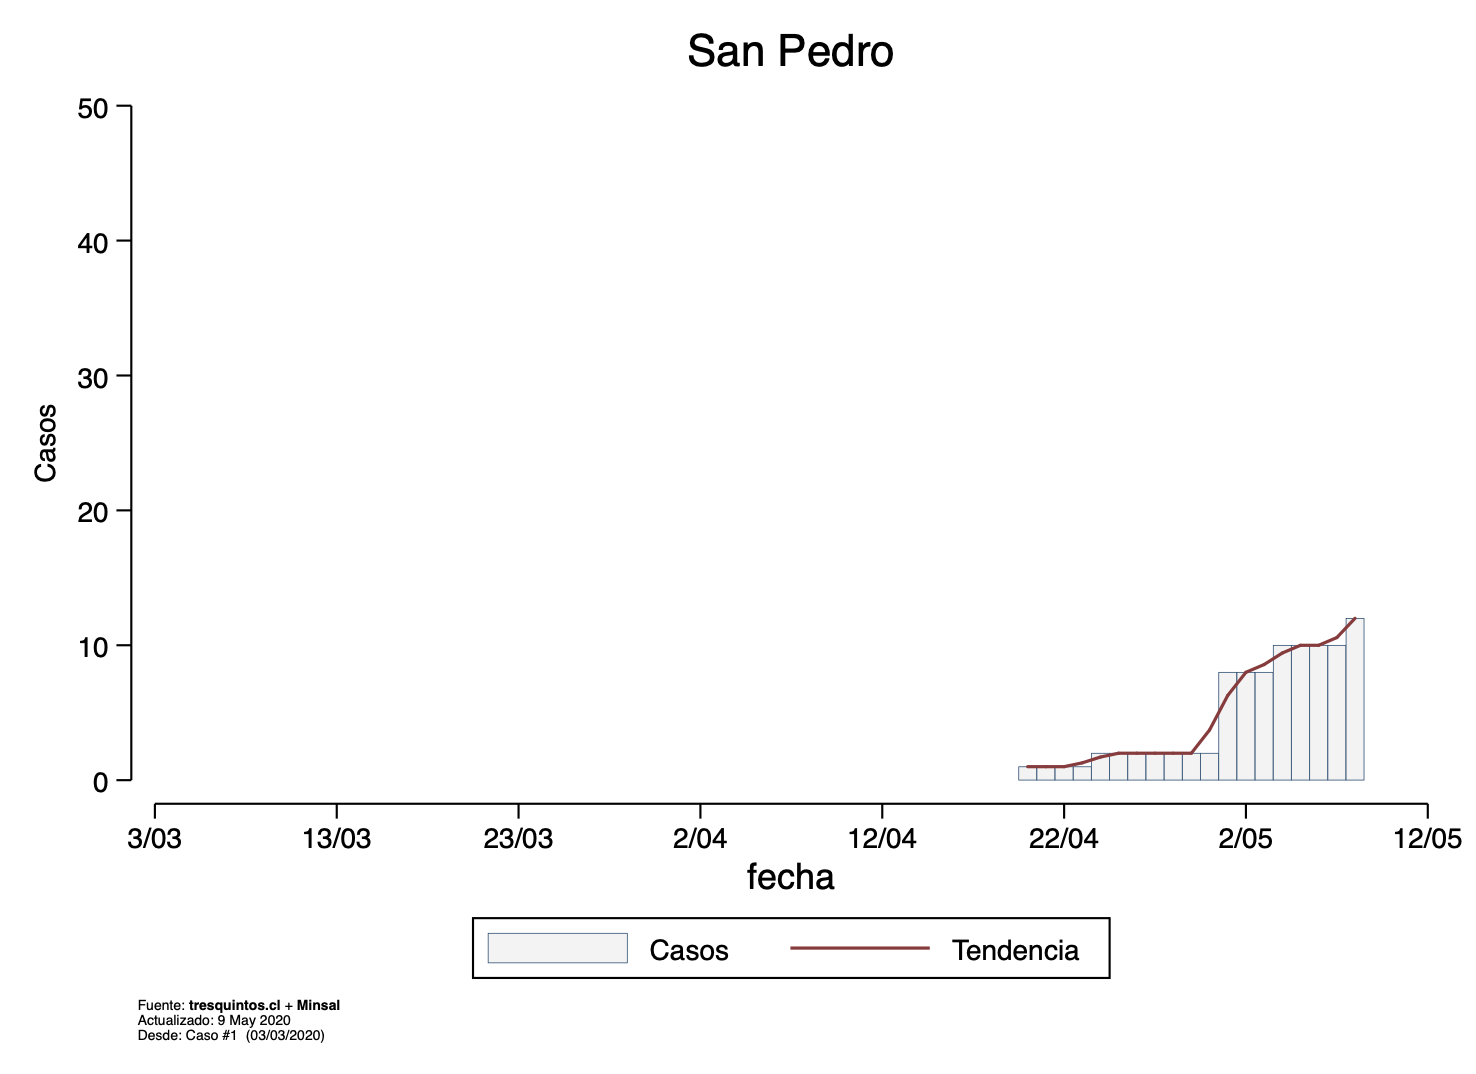 San Pedro
50
40
30
20
10
0
Casos
3/03 13/03 23/03 2/04 12/04 22/04 2/05 12/05
fecha
Casos Tendencia
Fuente: tresquintos.cl + Minsal
Actualizado: 9 May 2020
Desde: Caso #1 (03/03/2020)